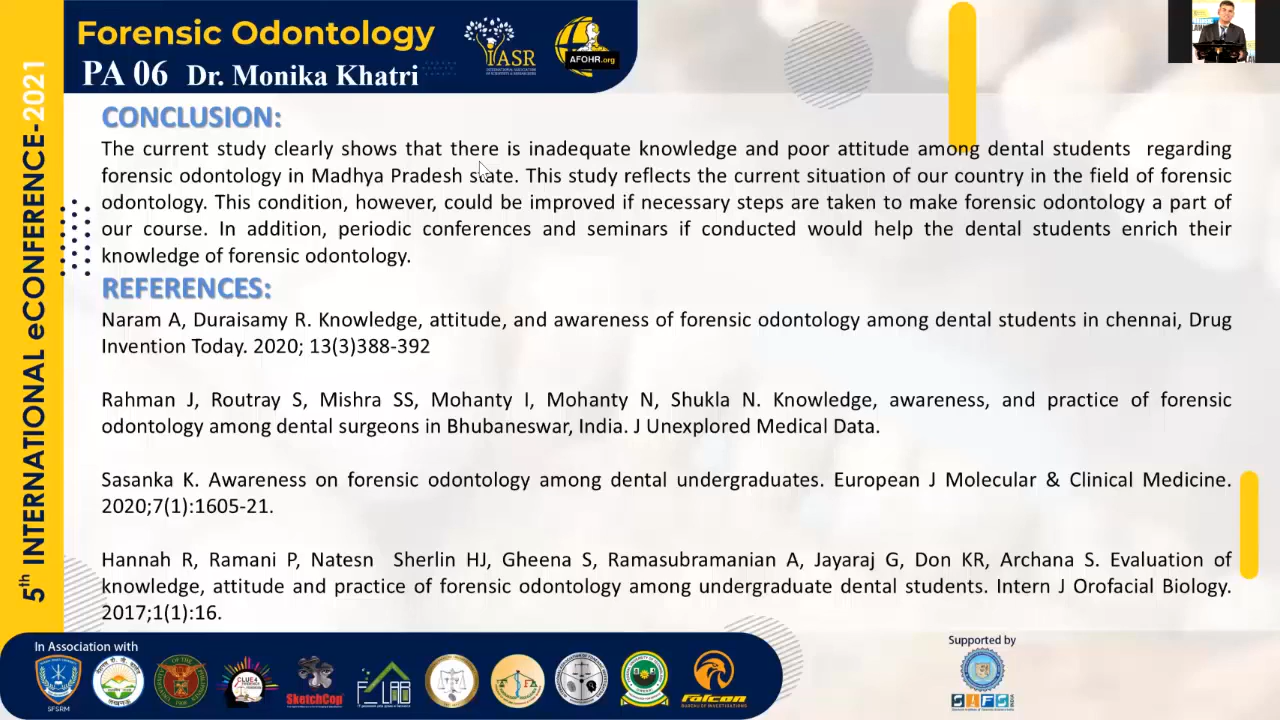 5th INTERNATIONAL eCONFERENCE-2021
Forensic Odontology
PA 06 Dr. Monika Khatri
IASR
AFOHR.org
CONCLUSION:
The current study clearly shows that there is inadequate knowledge and poor attitude among dental students regarding
forensic odontology in Madhya Pradesh state. This study reflects the current situation of our country in the field of forensic
odontology. This condition, however, could be improved if necessary steps are taken to make forensic odontology a part of
our course. In addition, periodic conferences and seminars if conducted would help the dental students enrich their
knowledge of forensic odontology.
REFERENCES:
Naram A, Duraisamy R. Knowledge, attitude, and awareness of forensic odontology among dental students in chennai, Drug
Invention Today. 2020; 13(3)388-392
Rahman J, Routray S, Mishra SS, Mohanty I, Mohanty N, Shukla N. Knowledge, awareness, and practice of forensic
odontology among dental surgeons in Bhubaneswar, India. J Unexplored Medical Data.
Sasanka K. Awareness on forensic odontology among dental undergraduates. European J Molecular & Clinical Medicine.
2020;7(1):1605-21.
Hannah R, Ramani P, Natesn Sherlin HJ, Gheena S, Ramasubramanian A, Jayaraj G, Don KR, Archana S. Evaluation of
knowledge, attitude and practice of forensic odontology among undergraduate dental students. Intern J Orofacial Biology.
2017;1(1):16.
In Association with
SFSRM
CLUE4
SketchCop
F-LAB
falcon
BUREAU OF INVESTIGATIONS
Supported by
SIFS
INDIA